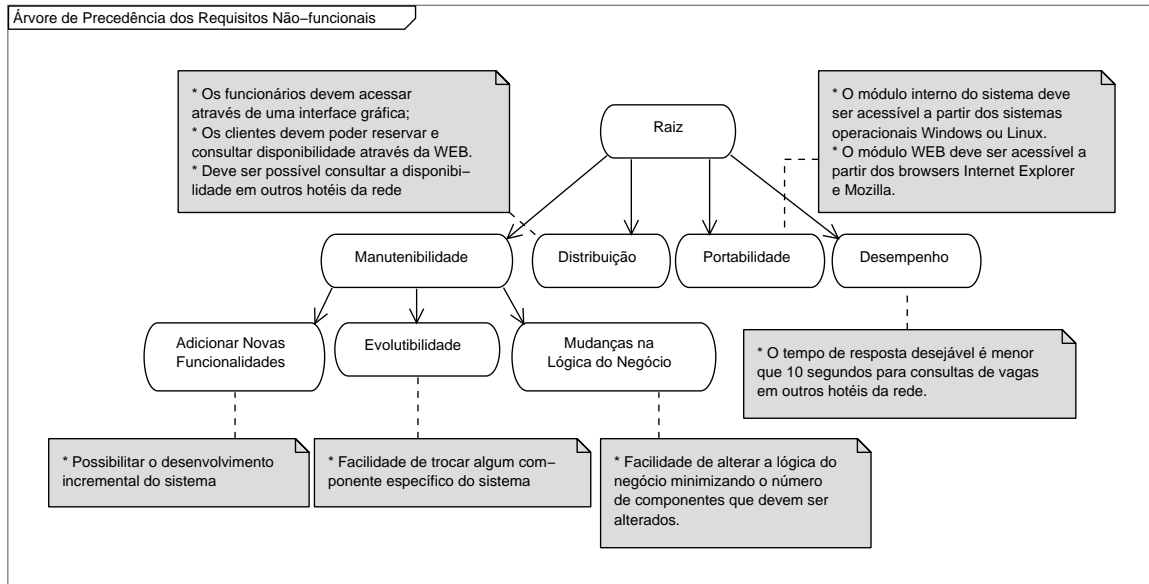 Árvore de Precedência dos Requisitos Não−funcionais
* Os funcionários devem acessar
através de uma interface gráfica;
* Os clientes devem poder reservar e
consultar disponibilidade através da WEB.
* Deve ser possível consultar a disponibi−
lidade em outros hotéis da rede
Raiz
* O módulo interno do sistema deve
ser acessível a partir dos sistemas
operacionais Windows ou Linux.
* O módulo WEB deve ser acessível a
partir dos browsers Internet Explorer
e Mozilla.
Manutenibilidade
Distribuição
Portabilidade
Desempenho
Adicionar Novas
Funcionalidades
Evolutibilidade
Mudanças na
Lógica do Negócio
* O tempo de resposta desejável é menor
que 10 segundos para consultas de vagas
em outros hotéis da rede.
* Possibilitar o desenvolvimento
incremental do sistema
* Facilidade de trocar algum com−
ponente específico do sistema
* Facilidade de alterar a lógica do
negócio minimizando o número
de componentes que devem ser
alterados.